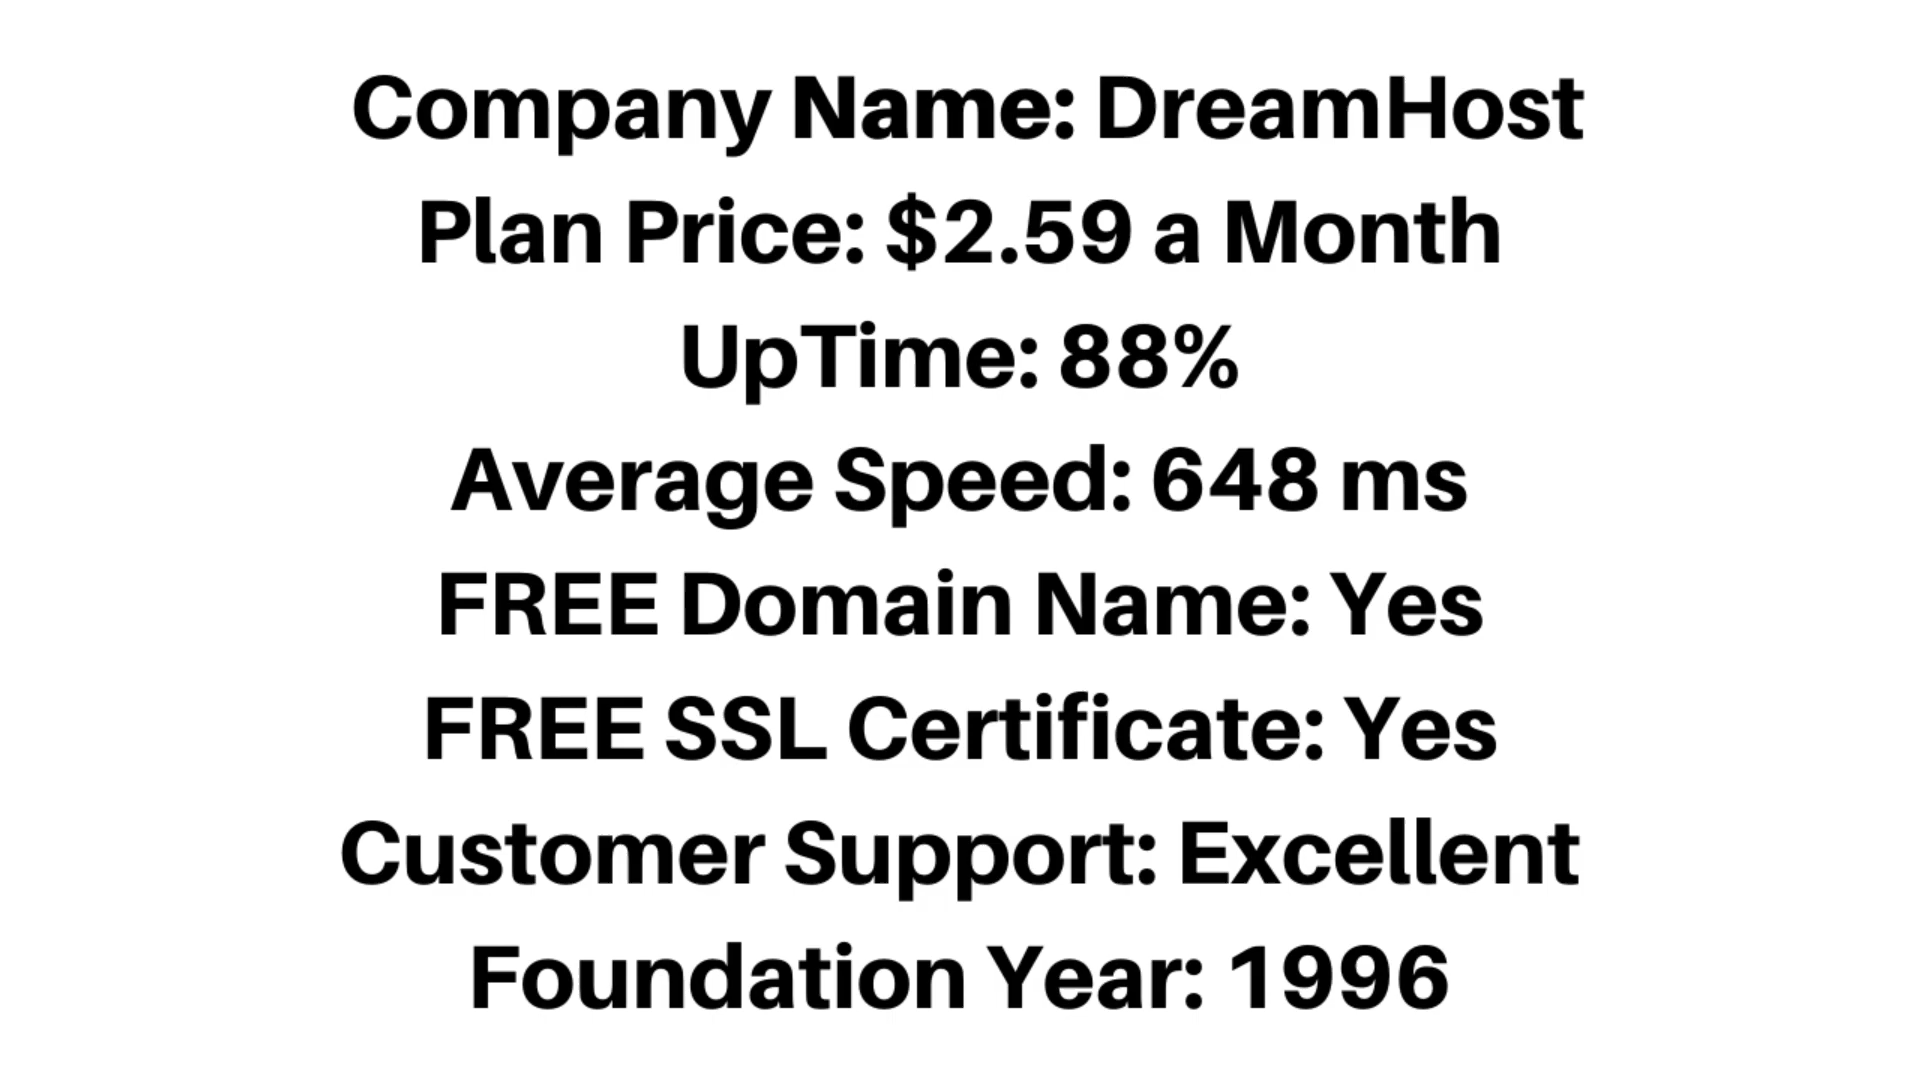 Company Name: DreamHost
Plan Price: $2.59 a Month
UpTime: 88%
Average Speed: 648 ms
FREE Domain Name: Yes
FREE SSL Certificate: Yes
Customer Support: Excellent
Foundation Year: 1996